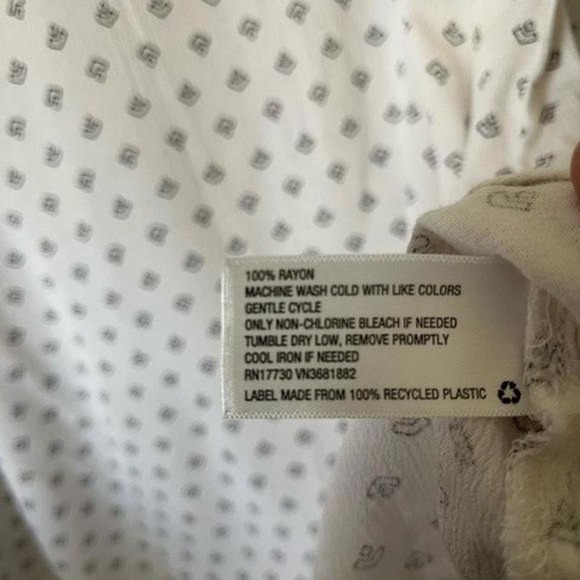 100% RAYON
MACHINE WASH COLD WITH LIKE COLORS
GENTLE CYCLE
ONLY NON-CHLORINE BLEACH IF NEEDED
TUMBLE DRY LOW, REMOVE PROMPTLY
COOL IRON IF NEEDED
RN17730 VN3681882
LABEL MADE FROM 100% RECYCLED PLASTIC